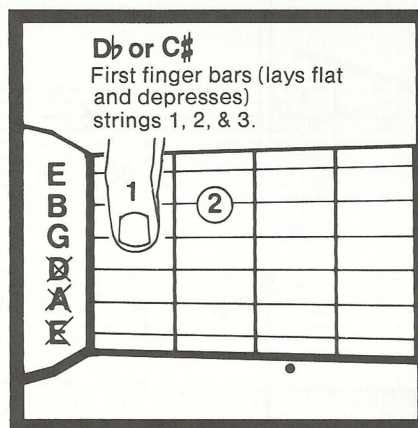 D♭ or C♯
First finger bars (lays flat
and depresses)
strings 1, 2, & 3.
1
2
E
B
G
D
A
E